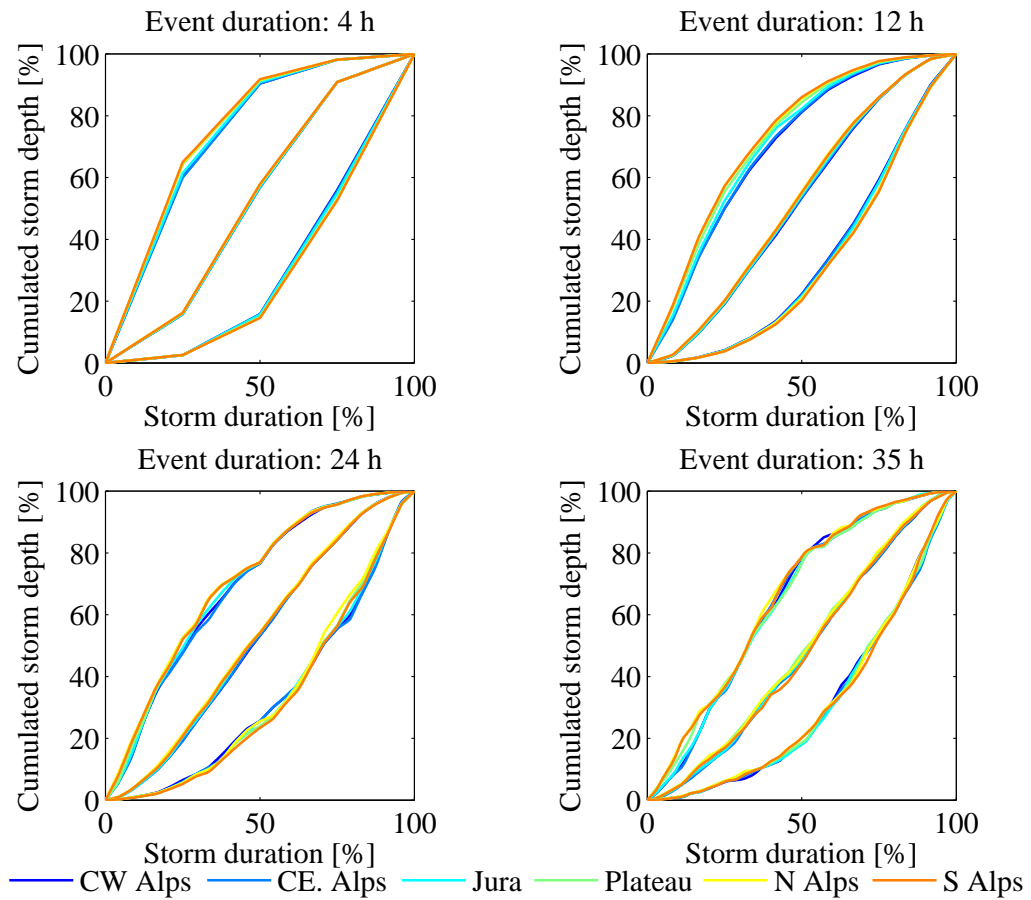 Event duration: 4 h
Cumulated storm depth [%]
100
80
60
40
20
0
0 50 100
Storm duration [%]
Event duration: 12 h
Cumulated storm depth [%]
100
80
60
40
20
0
0 50 100
Storm duration [%]
Event duration: 24 h
Cumulated storm depth [%]
100
80
60
40
20
0
0 50 100
Storm duration [%]
Event duration: 35 h
Cumulated storm depth [%]
100
80
60
40
20
0
0 50 100
Storm duration [%]
CW Alps CE. Alps Jura Plateau N Alps S Alps